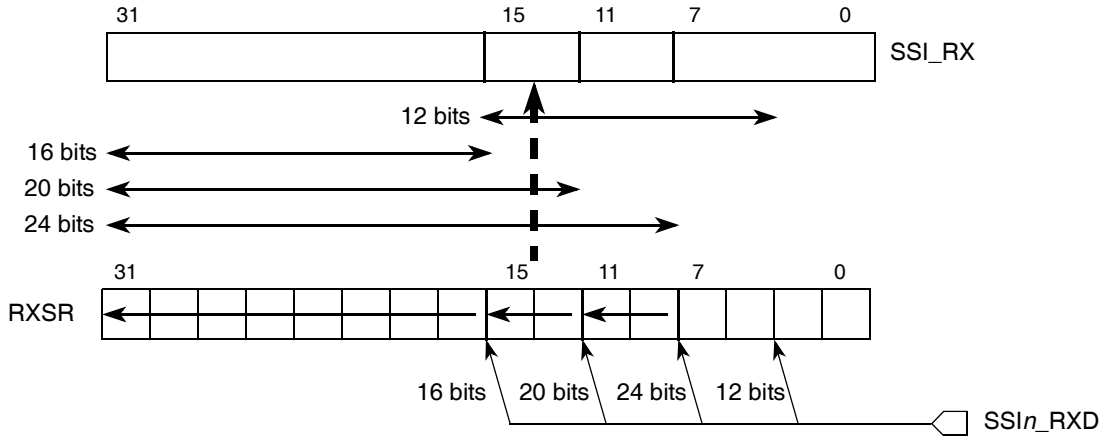 31 15 11 7 0
SSI_RX
12 bits
16 bits
20 bits
24 bits
31 15 11 7 0
RXSR
16 bits 20 bits 24 bits 12 bits
SSIn_RXD